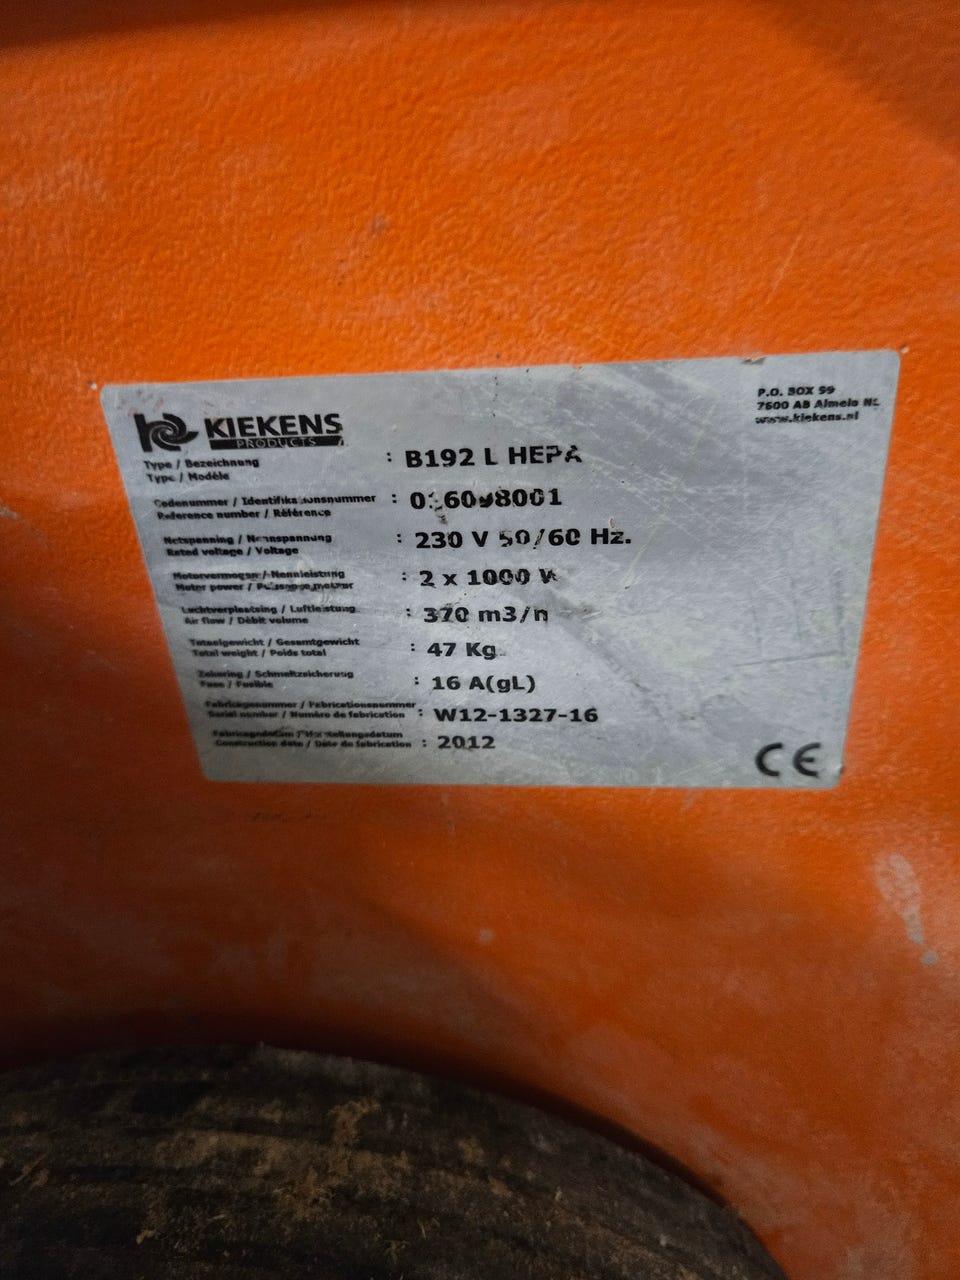 KIEKENS
PRODUCTS
P.O. BOX 99
7600 AB Almelo NL
www.kiekens.nl
Type / Bezeichnung
Type / Modèle
: B192 L HEPA
Codenummer / Identifikationsnummer
Reference number / Référence
:
Netspanning / Nennspannung
Rated voltage / Voltage
: 230 V 50/60 Hz.
Motorvermogen / Nennleistung
Motor power / Puissance moteur
: 2 x 1000 W
Luchtverplaatsing / Luftleistung
Air flow / Débit volume
: 370 m3/h
Totaalgewicht / Gesamtgewicht
Total weight / Poids total
: 47 Kg.
Zekering / Schmeltzsicherung
Fuse / Fusible
: 16 A(gL)
Fabricagenummer / Fabricationsnummer
Serial number / Numéro de fabrication
: W12-1327-16
Fabricagedatum / Herstellungsdatum
Construction date / Date de fabrication
: 2012
CE